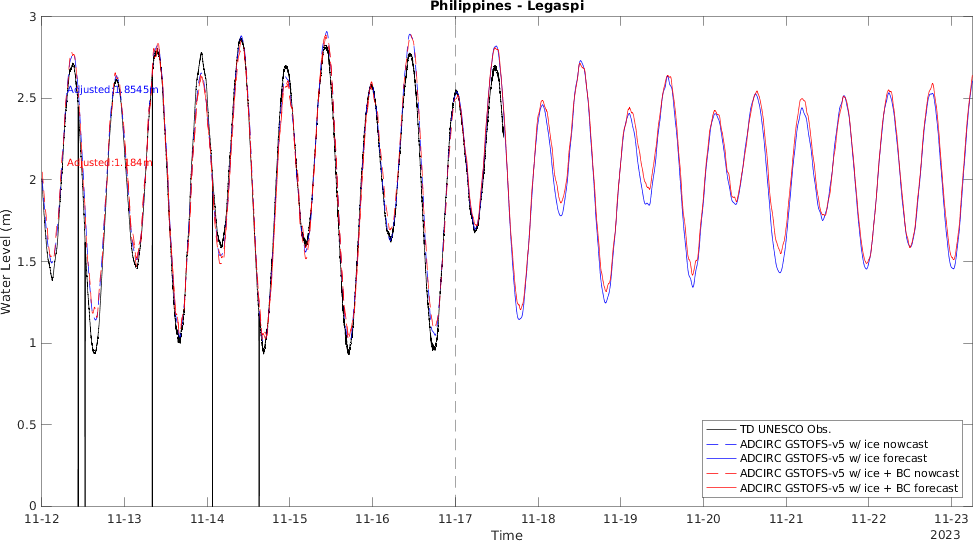 Philippines - Legaspi
3
2.5
2
1.5
1
0.5
0
Water Level (m)
Adjusted:1.8545m
Adjusted:1.184m
TD UNESCO Obs.
ADCIRC GSTOFS-v5 w/ ice nowcast
ADCIRC GSTOFS-v5 w/ ice forecast
ADCIRC GSTOFS-v5 w/ ice + BC nowcast
ADCIRC GSTOFS-v5 w/ ice + BC forecast
11-12 11-13 11-14 11-15 11-16 11-17 11-18 11-19 11-20 11-21 11-22 11-23
Time
2023